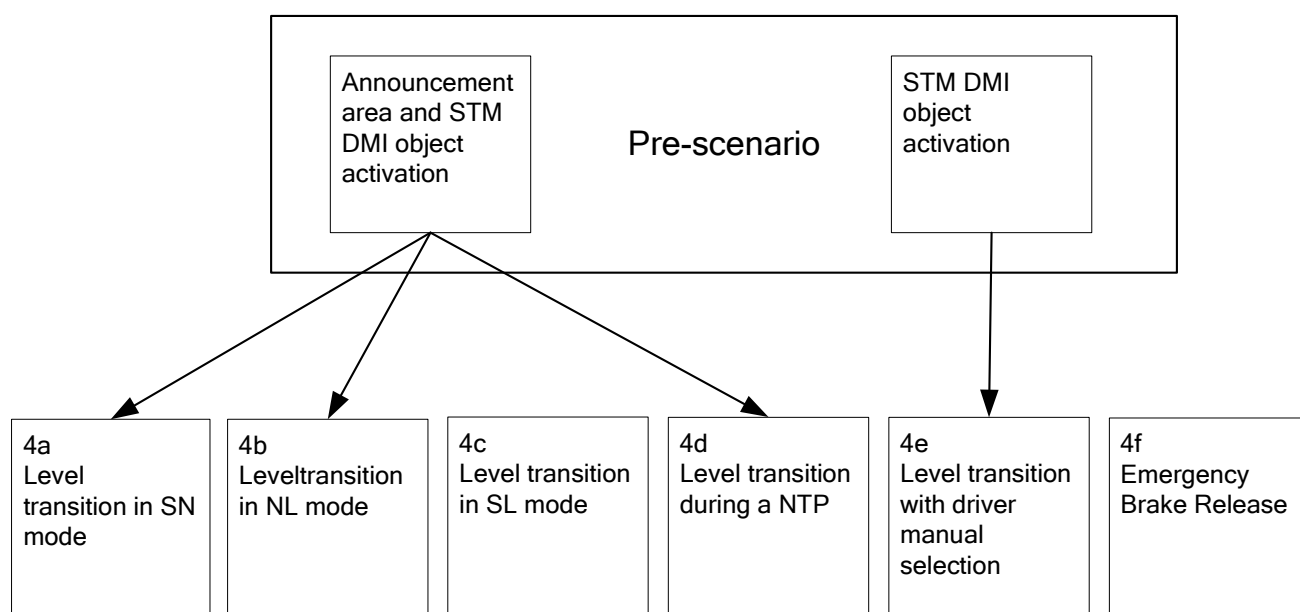 Announcement
area and STM
DMI object
activation
Pre-scenario
STM DMI
object
activation
4a
Level
transition in SN
mode
4b
Leveltransition
in NL mode
4c
Level transition
in SL mode
4d
Level transition
during a NTP
4e
Level transition
with driver
manual
selection
4f
Emergency
Brake Release